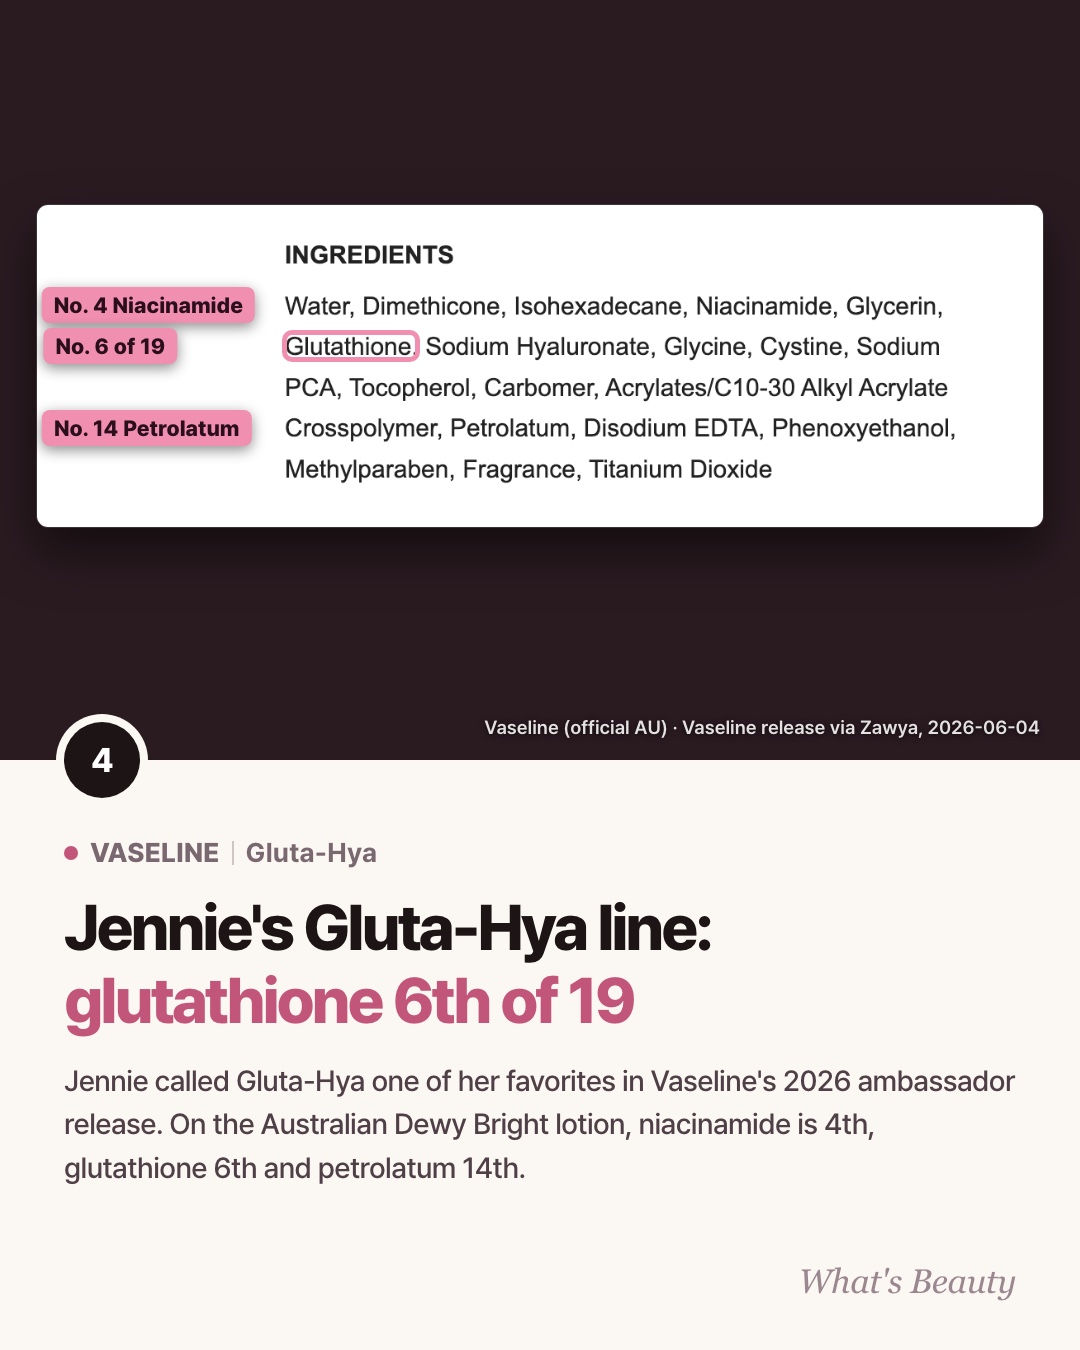 INGREDIENTS
No. 4 Niacinamide
Water, Dimethicone, Isohexadecane, Niacinamide, Glycerin,
No. 6 of 19
Glutathione, Sodium Hyaluronate, Glycine, Cystine, Sodium
PCA, Tocopherol, Carbomer, Acrylates/C10-30 Alkyl Acrylate
No. 14 Petrolatum
Crosspolymer, Petrolatum, Disodium EDTA, Phenoxyethanol,
Methylparaben, Fragrance, Titanium Dioxide
Vaseline (official AU) · Vaseline release via Zawya, 2026-06-04
4
VASELINE | Gluta-Hya
Jennie's Gluta-Hya line:
glutathione 6th of 19
Jennie called Gluta-Hya one of her favorites in Vaseline's 2026 ambassador
release. On the Australian Dewy Bright lotion, niacinamide is 4th,
glutathione 6th and petrolatum 14th.
What's Beauty